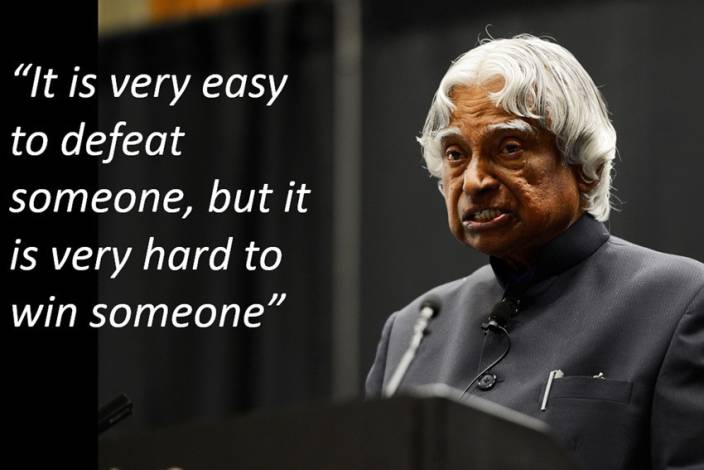 “It is very easy
to defeat
someone, but it
is very hard to
win someone”